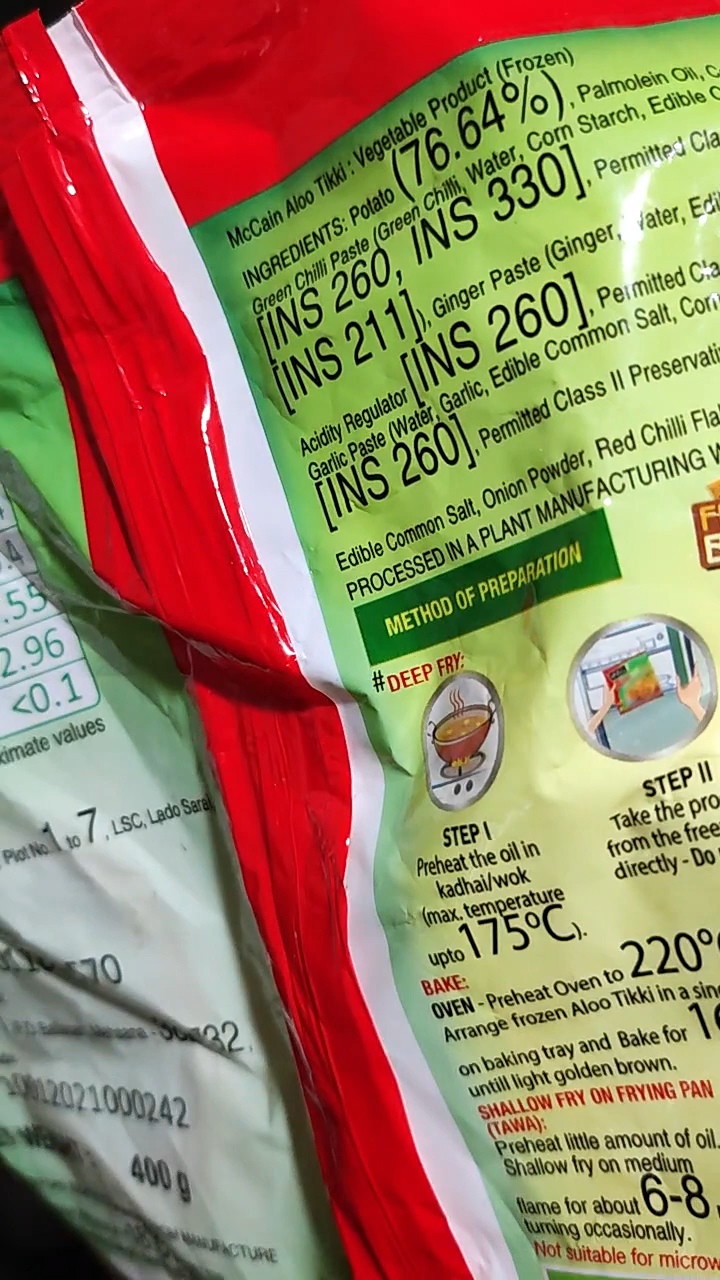 McCain Aloo Tikki : Vegetable Product (Frozen)
INGREDIENTS: Potato (76.64%), Palmolein Oil,
Green Chilli Paste (Green Chilli, Water, Corn Starch, Edible
[INS 260, INS 330], Permitted Cla
[INS 211]), Ginger Paste (Ginger, Water, Edi
Acidity Regulator [INS 260], Permitted Cla
Garlic Paste (Water, Garlic, Edible Common Salt, Corn
[INS 260], Permitted Class II Preservativ
Edible Common Salt, Onion Powder, Red Chilli Fla
PROCESSED IN A PLANT MANUFACTURING W
METHOD OF PREPARATION
#DEEP FRY:
STEP I
Preheat the oil in
kadhai/wok
(max. temperature
upto 175°C).
STEP II
Take the pro
from the free
directly - Do
BAKE:
OVEN - Preheat Oven to 220°
Arrange frozen Aloo Tikki in a sing
on baking tray and Bake for
untill light golden brown.
SHALLOW FRY ON FRYING PAN
(TAWA):
Preheat little amount of oil.
Shallow fry on medium
flame for about 6-8
turning occasionally.
Not suitable for microw
.4
.55
2.96
<0.1
ximate values
Plot No. 1 to 7, LSC, Lado Sarai,
70
32,
10012021000242
400 g
MANUFACTURE